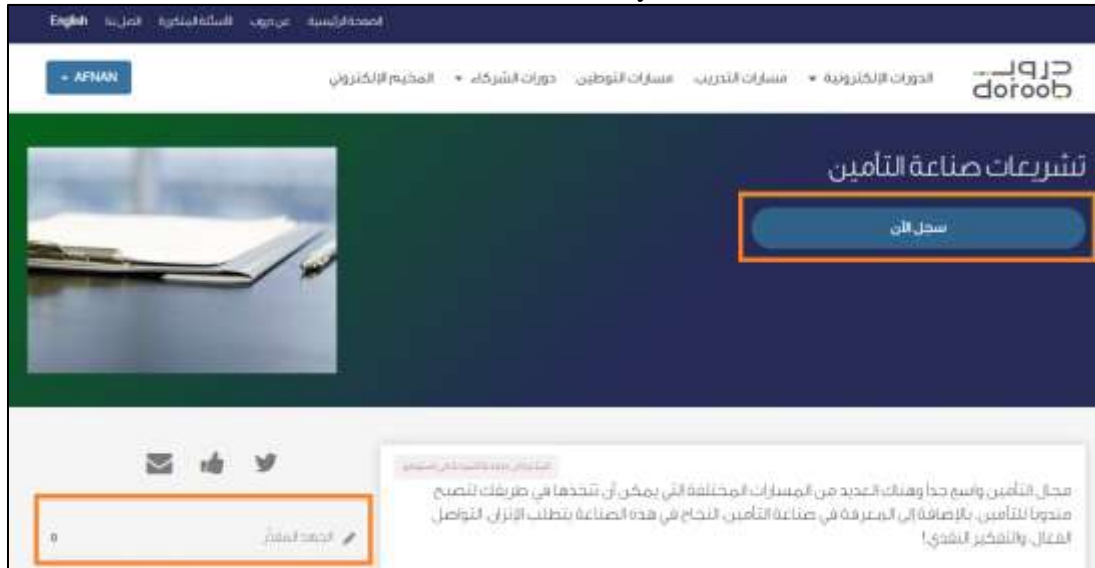 الصفحة الرئيسية عن دروب الأسئلة المتكررة اتصل بنا English
دروب
doroob
الدورات الإلكترونية مسارات التدريب مسارات التوطين دورات الشركاء المخيم الإلكتروني
AFNAN
تشريعات صناعة التأمين
سجل الآن
مجال التأمين واسع جداً وهناك العديد من المسارات المختلفة التي يمكن أن تتخذها في طريقك لتصبح
مندوبا للتأمين. بالإضافة إلى المعرفة في صناعة التأمين، النجاح في هذه الصناعة يتطلب الإتزان، التواصل
الفعال، والتفكير النقدي!
الجهد المقدّر